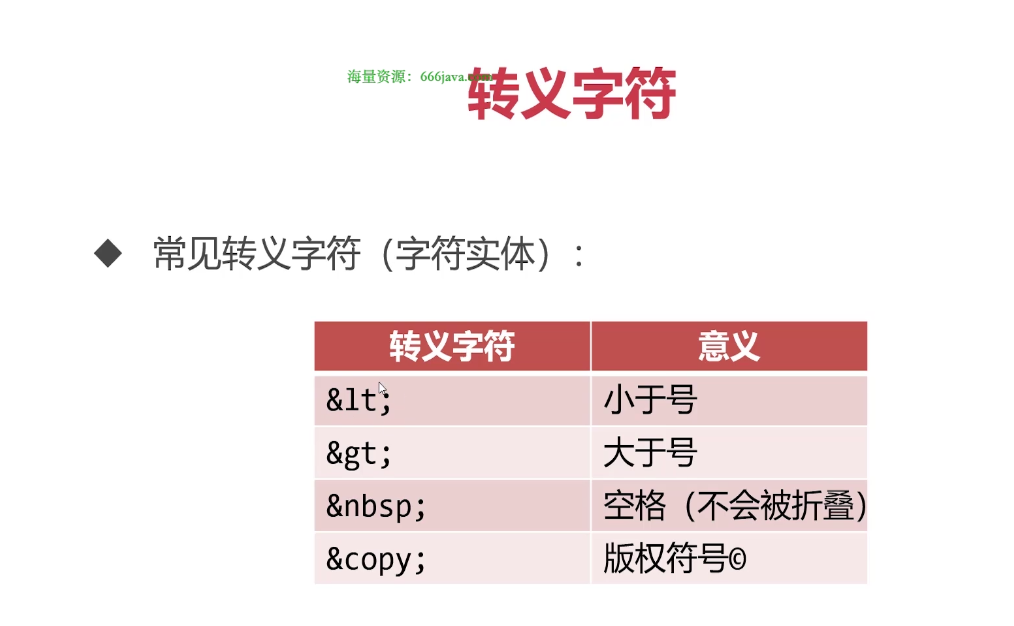 海量资源：666java.com
转义字符
常见转义字符（字符实体）：
转义字符 意义
&lt; 小于号
&gt; 大于号
&nbsp; 空格（不会被折叠）
&copy; 版权符号©